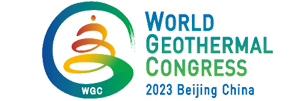 WGC
WORLD
GEOTHERMAL
CONGRESS
2023 Beijing China